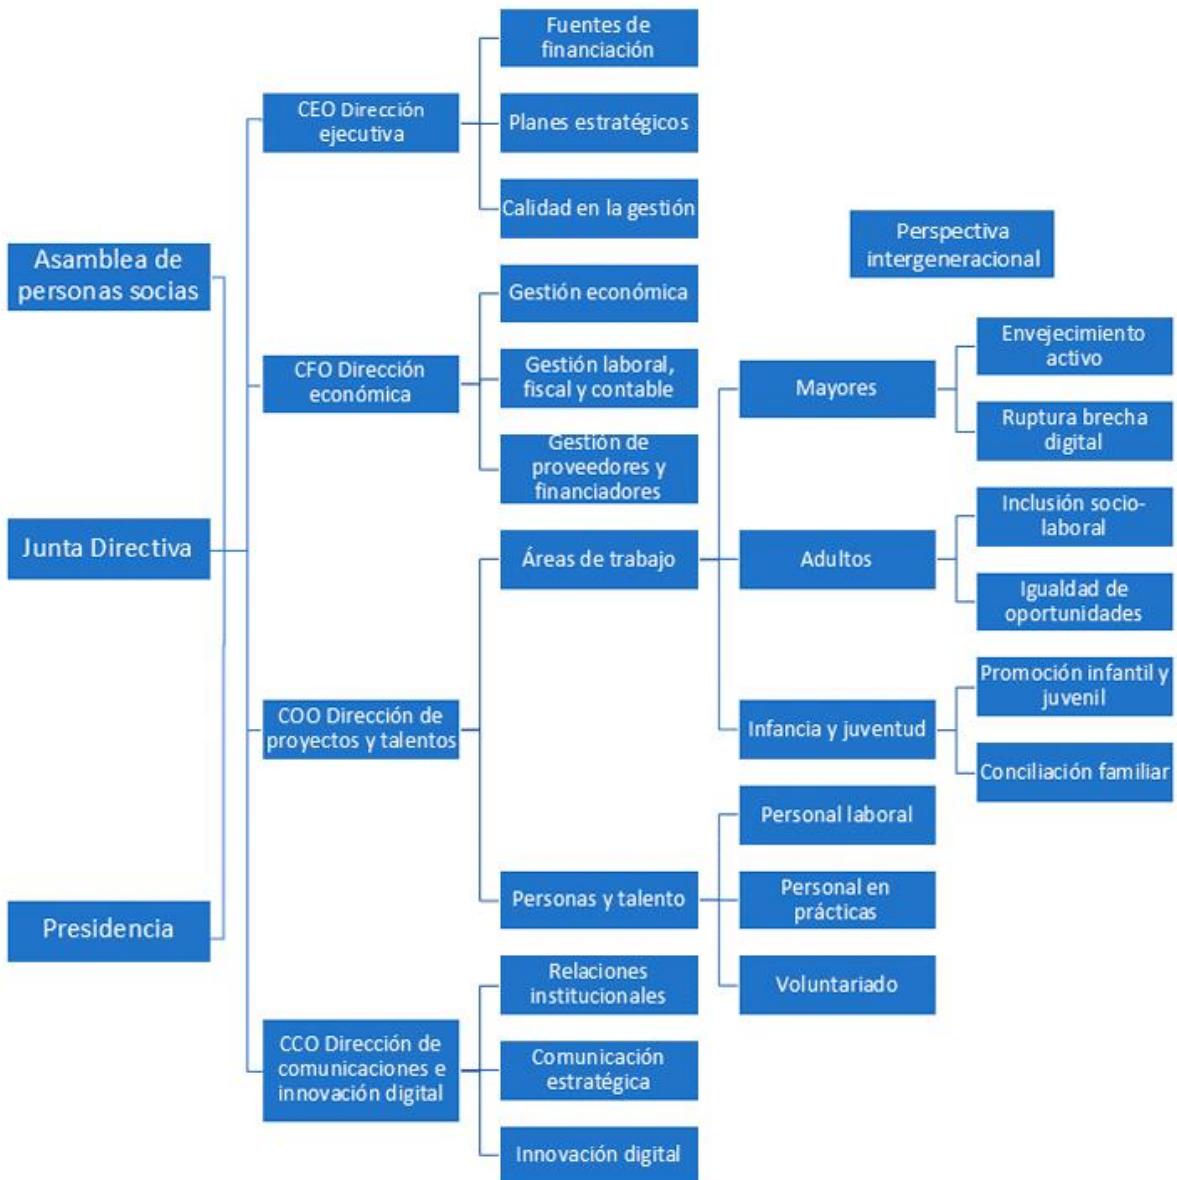 Asamblea de
personas socias
Junta Directiva
Presidencia
CEO Dirección
ejecutiva
Fuentes de
financiación
Planes estratégicos
Calidad en la gestión
CFO Dirección
económica
Gestión económica
Gestión laboral,
fiscal y contable
Gestión de
proveedores y
financiadores
COO Dirección de
proyectos y talentos
Áreas de trabajo
Perspectiva
intergeneracional
Mayores
Envejecimiento
activo
Ruptura brecha
digital
Adultos
Inclusión socio-
laboral
Igualdad de
oportunidades
Infancia y juventud
Promoción infantil y
juvenil
Conciliación familiar
Personas y talento
Personal laboral
Personal en
prácticas
Voluntariado
CCO Dirección de
comunicaciones e
innovación digital
Relaciones
institucionales
Comunicación
estratégica
Innovación digital